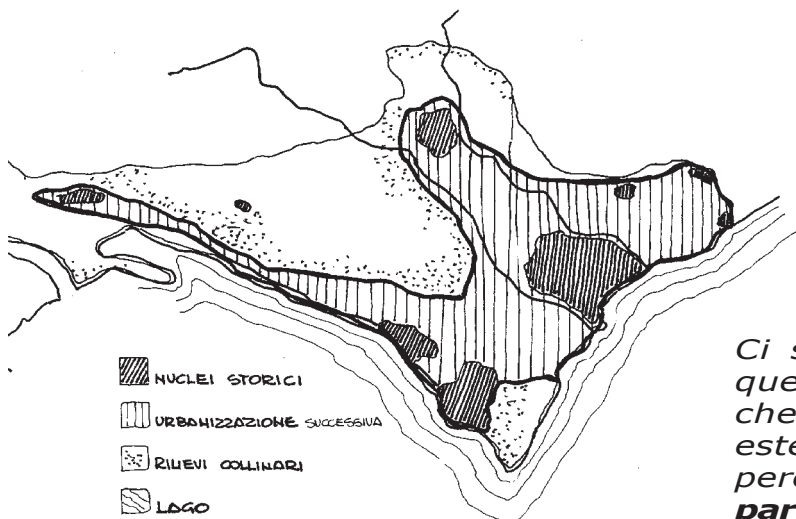 NUCLEI STORICI
URBANIZZAZIONE SUCCESSIVA
RILIEVI COLLINARI
LAGO
Ci s
que
che
este
perc
par